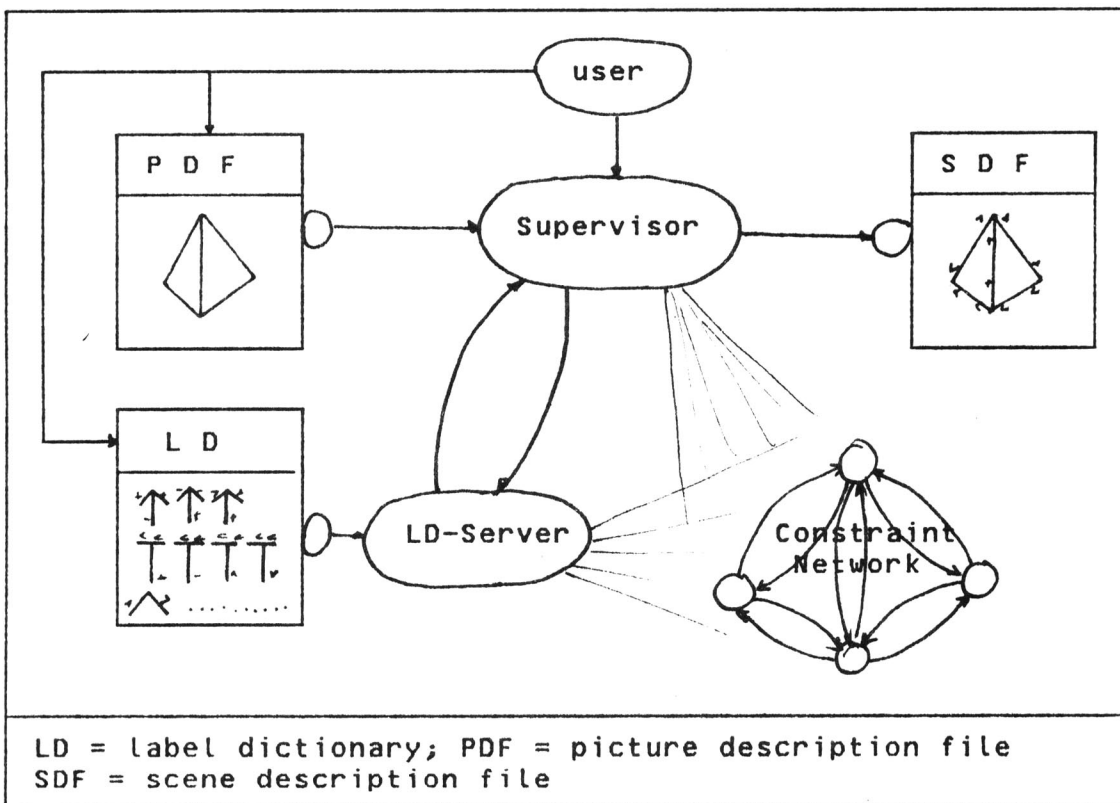 user
P D F
S D F
Supervisor
L D
LD-Server
Constraint
Network
LD = label dictionary; PDF = picture description file
SDF = scene description file